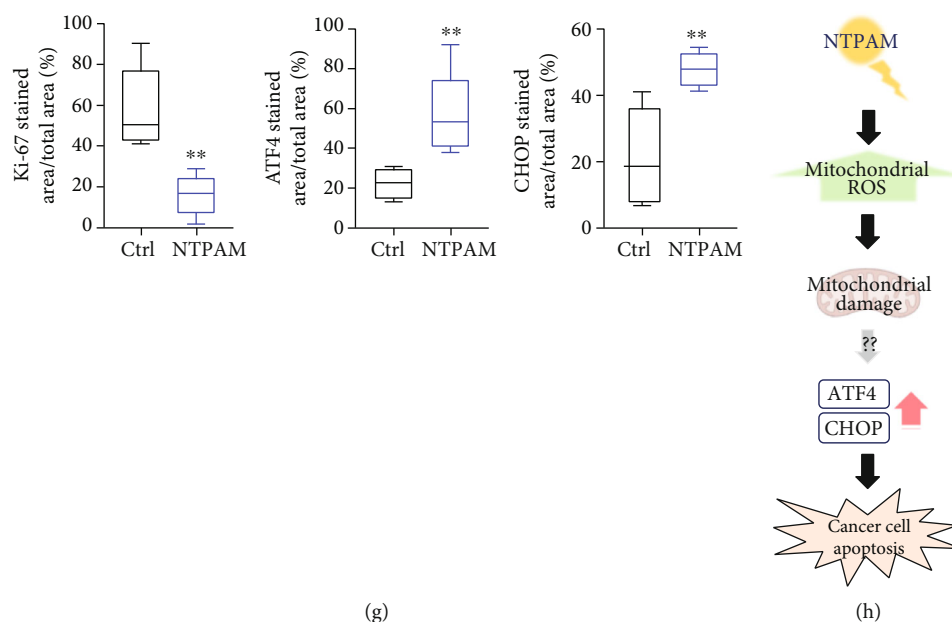 Ki-67 stained
area/total area (%)
100
80
60
40
20
0
**
Ctrl NTPAM
ATF4 stained
area/total area (%)
100
80
60
40
20
0
**
Ctrl NTPAM
CHOP stained
area/total area (%)
60
40
20
0
**
Ctrl NTPAM
(g)
NTPAM
Mitochondrial
ROS
Mitochondrial
damage
??
ATF4
CHOP
Cancer cell
apoptosis
(h)